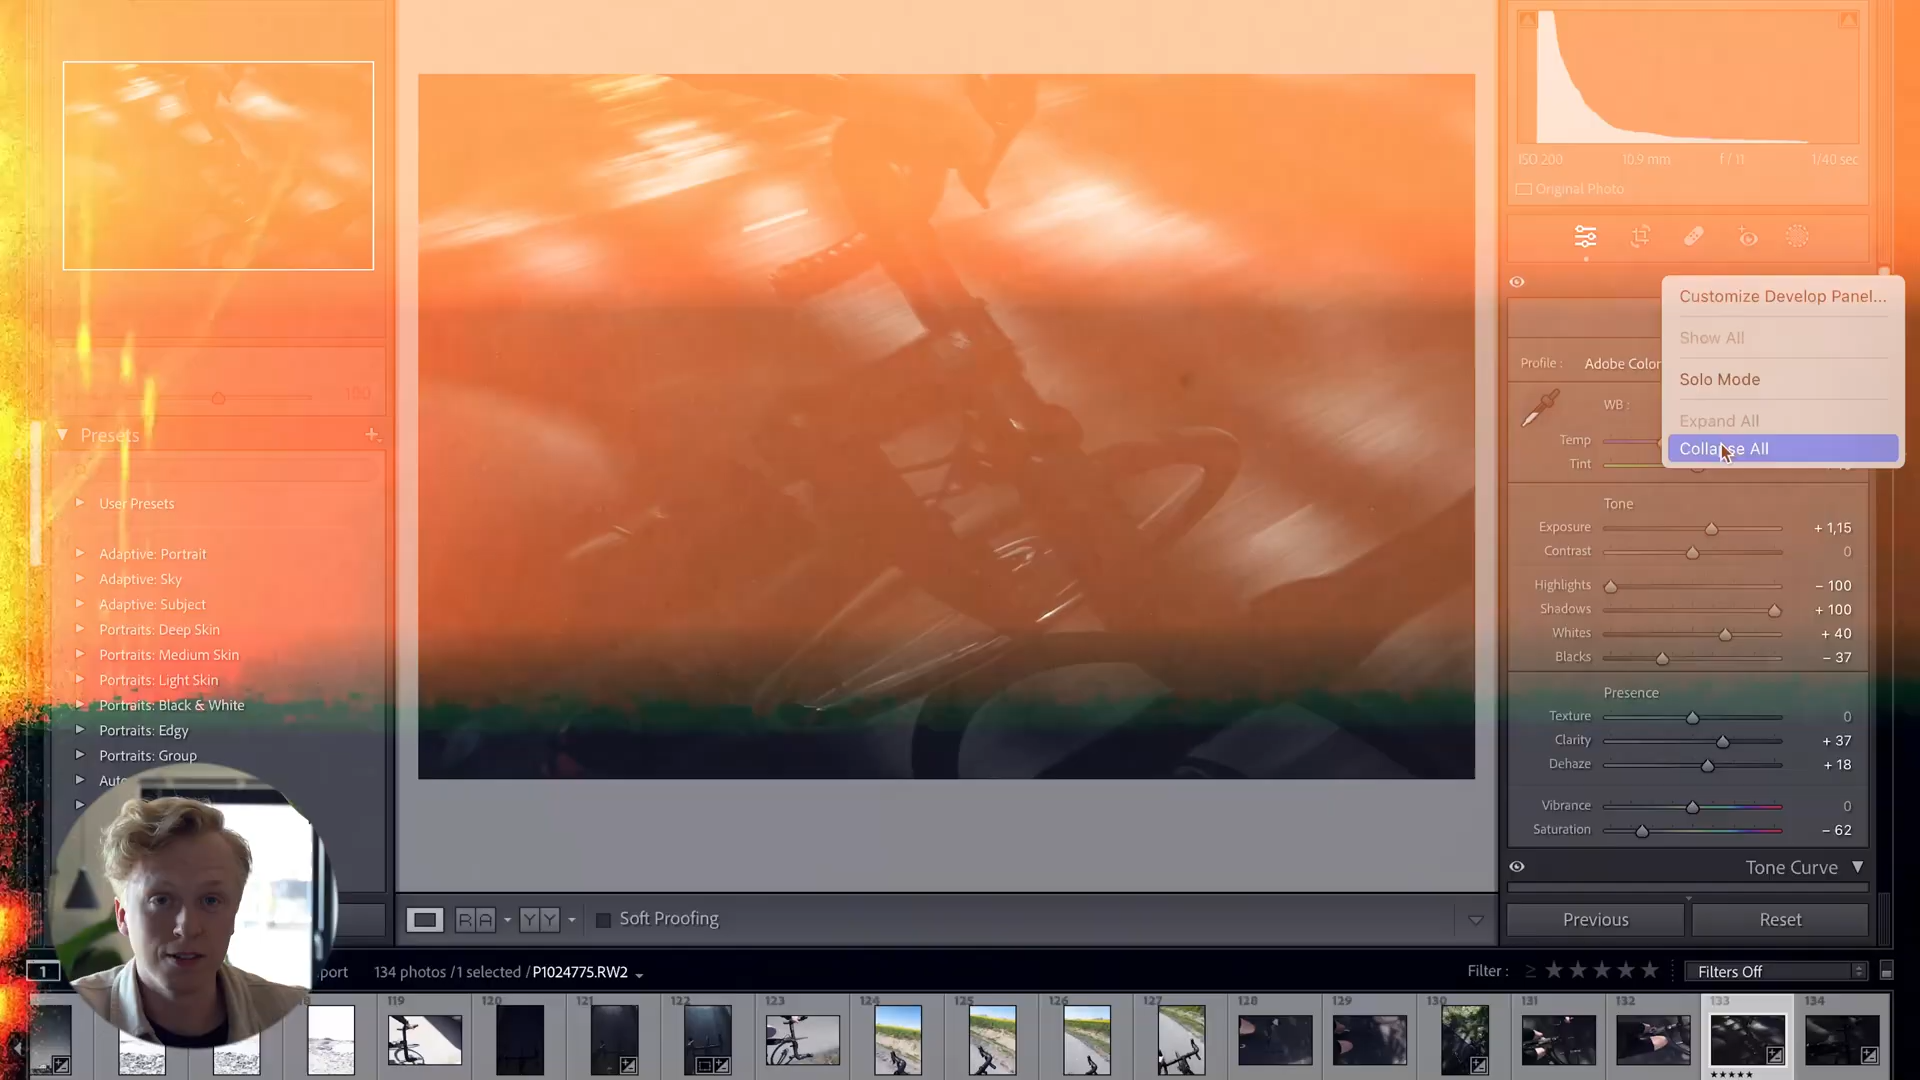 ISO 200 10.9 mm f / 11 1/40 sec
Original Photo
Customize Develop Panel...
Show All
Solo Mode
Expand All
Collapse All
Profile : Adobe Color
WB :
Temp
Tint
Tone
Exposure + 1,15
Contrast 0
Highlights − 100
Shadows + 100
Whites + 40
Blacks − 37
Presence
Texture 0
Clarity + 37
Dehaze + 18
Vibrance 0
Saturation − 62
Tone Curve
Previous Reset
100
Presets
User Presets
Adaptive: Portrait
Adaptive: Sky
Adaptive: Subject
Portraits: Deep Skin
Portraits: Medium Skin
Portraits: Light Skin
Portraits: Black & White
Portraits: Edgy
Portraits: Group
Auto
R A Y Y Soft Proofing
1 port 134 photos / 1 selected / P1024775.RW2 Filter : ≥ ★★★★★ Filters Off
119 120 121 122 123 124 125 126 127 128 129 130 131 132 133 134
★★★★★